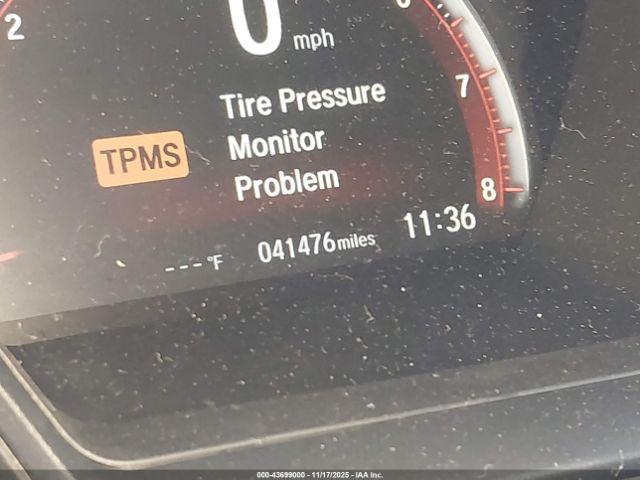 2
0 mph
6
7
Tire Pressure
Monitor
TPMS
Problem
8
---°F 041476miles 11:36
000-43699000 - 11/17/2025 - IAA Inc.